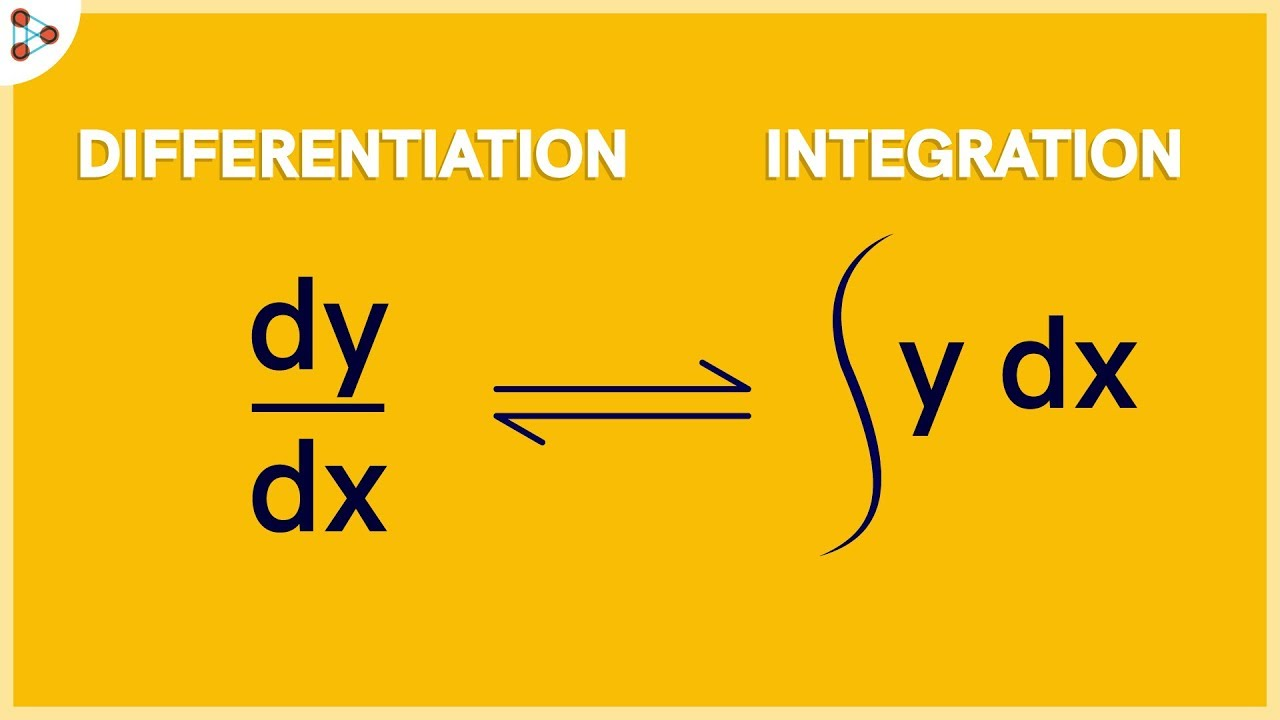 DIFFERENTIATION
INTEGRATION
dy
dx
∫ y dx